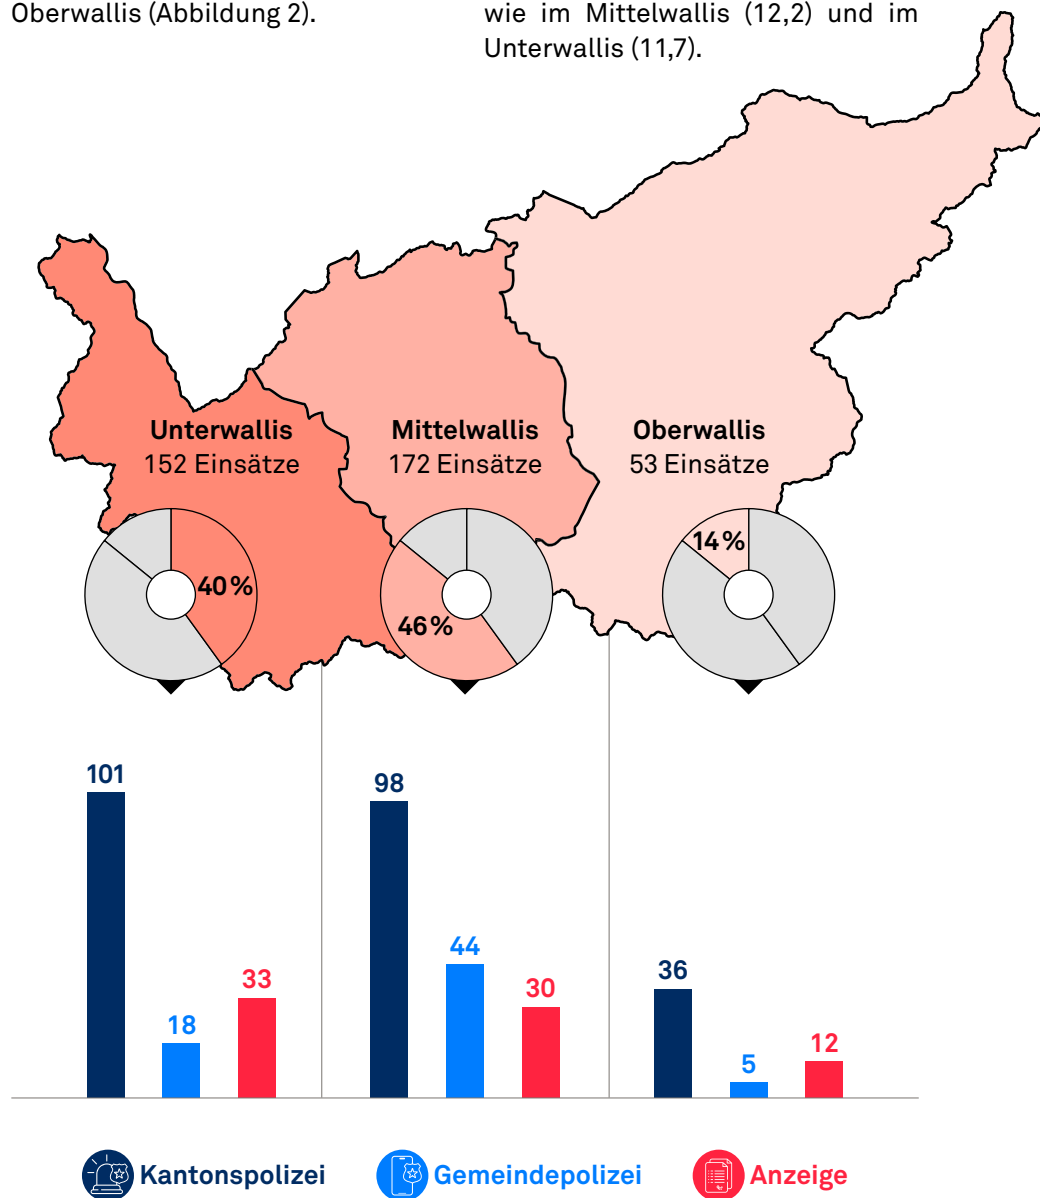 Oberwallis (Abbildung 2).
wie im Mittelwallis (12,2) und im
Unterwallis (11,7).
Unterwallis
152 Einsätze
Mittelwallis
172 Einsätze
Oberwallis
53 Einsätze
40%
46%
14%
101
18
33
98
44
30
36
5
12
Kantonspolizei
Gemeindepolizei
Anzeige